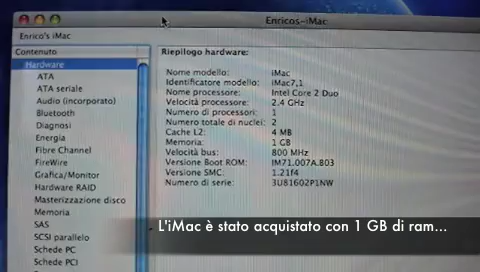 Enricos-iMac
Enrico's iMac
Contenuto
Hardware
ATA
ATA seriale
Audio (incorporato)
Bluetooth
Diagnosi
Energia
Fibre Channel
FireWire
Grafica/Monitor
Hardware RAID
Masterizzazione disco
Memoria
SAS
SCSI parallelo
Schede PC
Schede PCI
Riepilogo hardware:
Nome modello: iMac
Identificatore modello: iMac7,1
Nome processore: Intel Core 2 Duo
Velocità processore: 2.4 GHz
Numero di processori: 1
Numero totale di nuclei: 2
Cache L2: 4 MB
Memoria: 1 GB
Velocità bus: 800 MHz
Versione Boot ROM: IM71.007A.B03
Versione SMC: 1.21f4
Numero di serie: 3U81602P1NW
L'iMac è stato acquistato con 1 GB di ram...